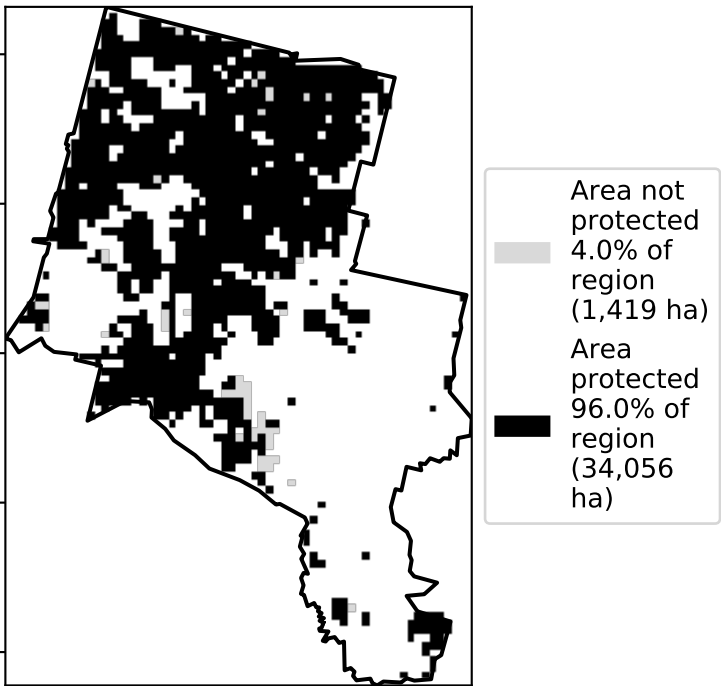 Area not
protected
4.0% of
region
(1,419 ha)
Area
protected
96.0% of
region
(34,056
ha)